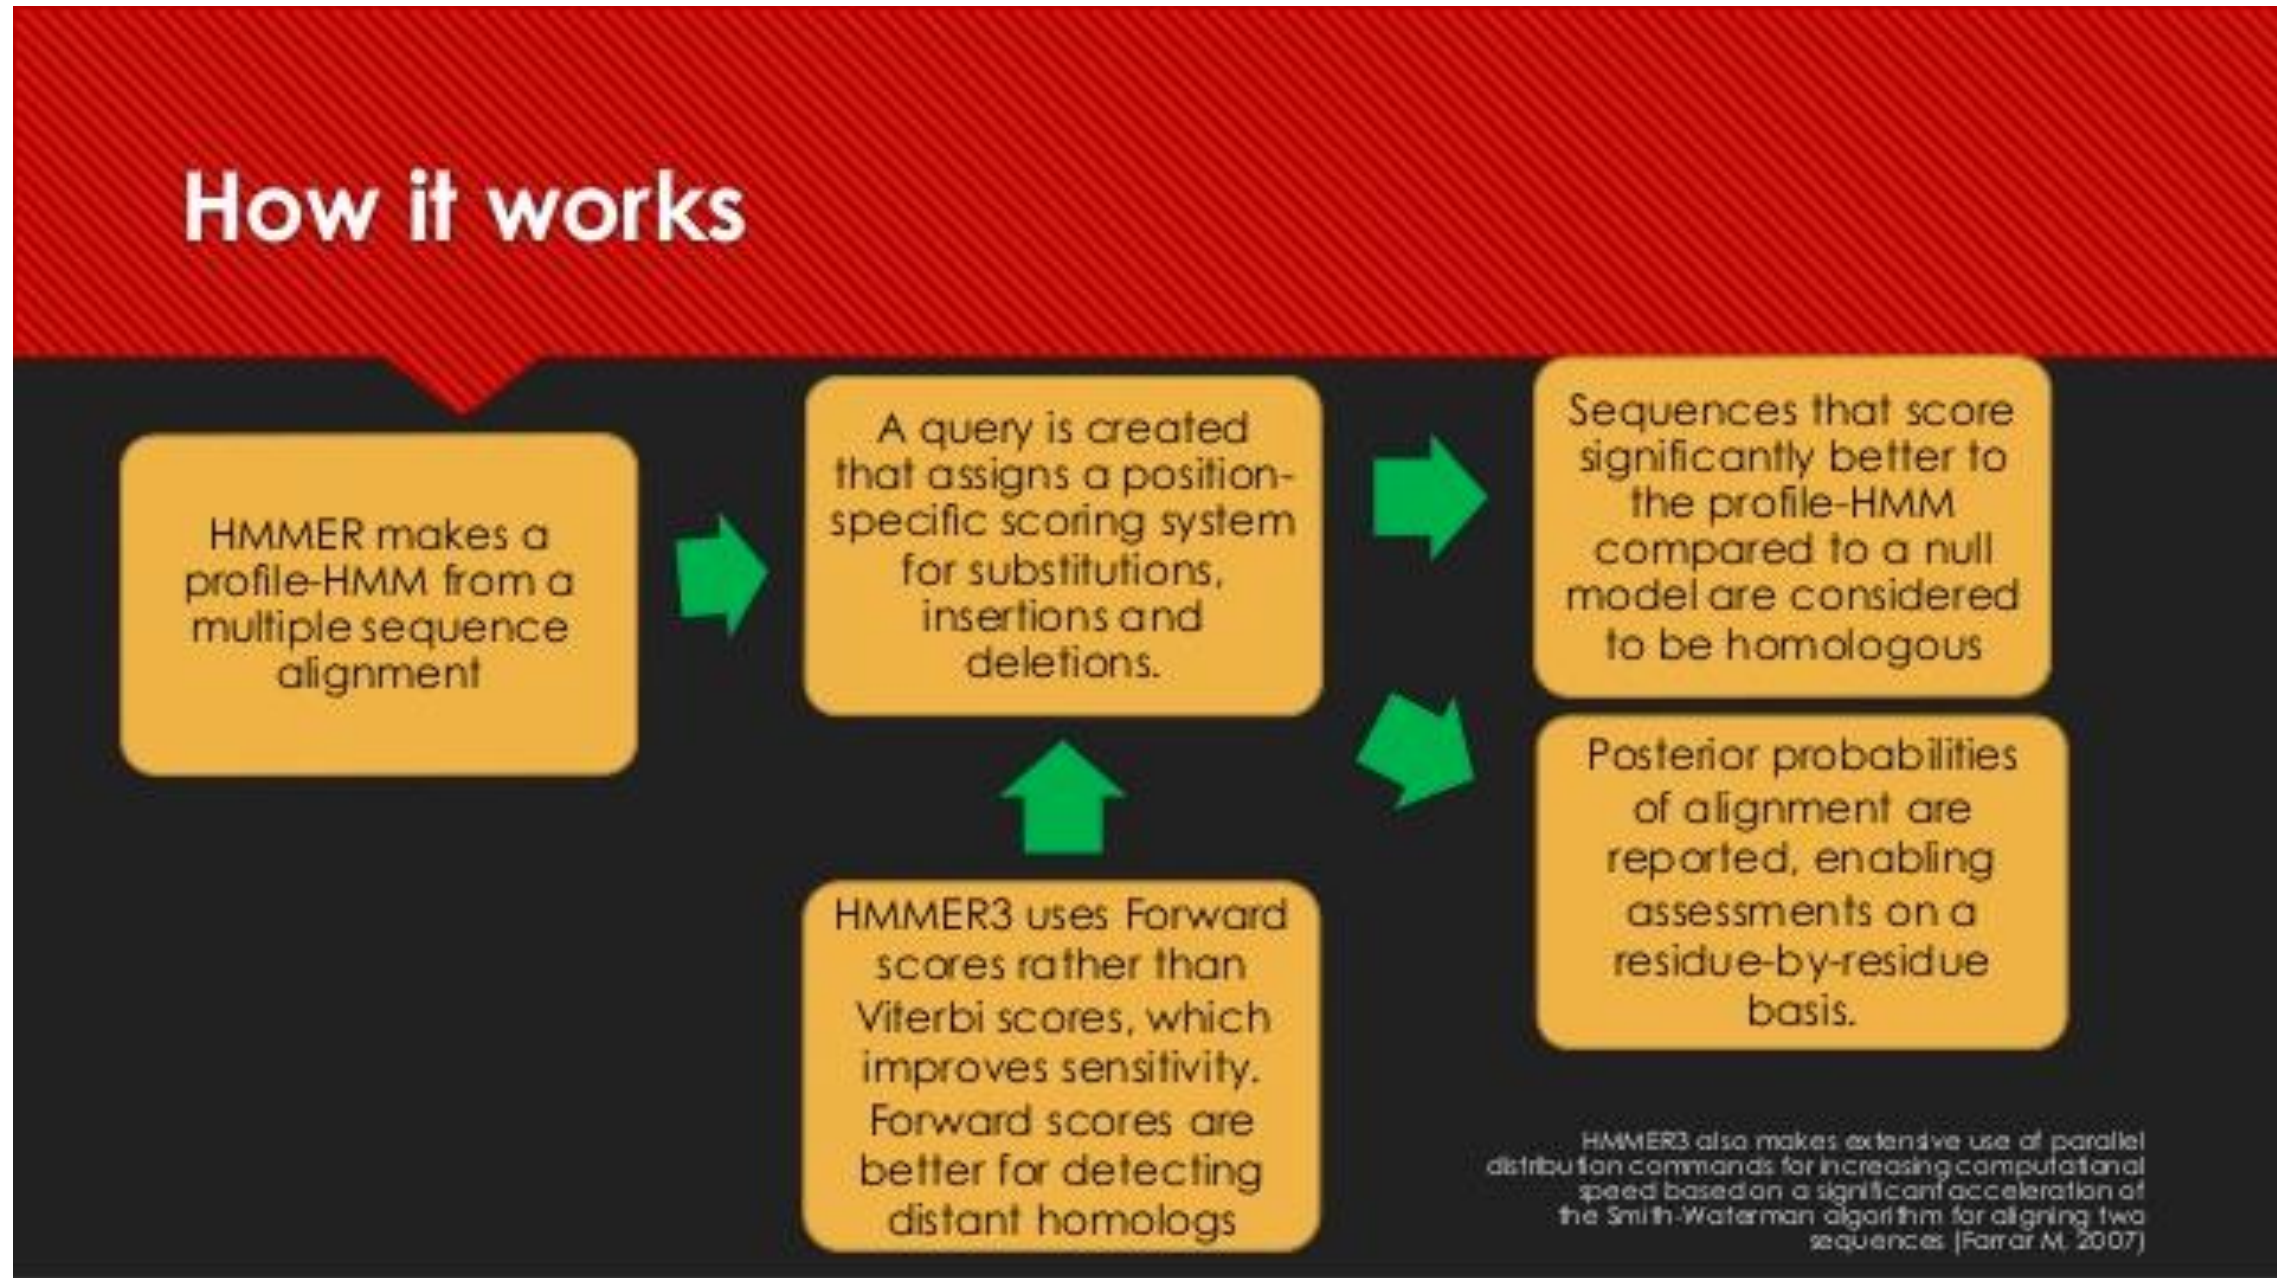 How it works
HMMER makes a
profile-HMM from a
multiple sequence
alignment
A query is created
that assigns a position-
specific scoring system
for substitutions,
insertions and
deletions.
HMMER3 uses Forward
scores rather than
Viterbi scores, which
improves sensitivity.
Forward scores are
better for detecting
distant homologs
Sequences that score
significantly better to
the profile-HMM
compared to a null
model are considered
to be homologous
Posterior probabilities
of alignment are
reported, enabling
assessments on a
residue-by-residue
basis.
HMMER3 also makes extensive use of parallel
distribution commands for increasing computational
speed based on a significant acceleration of
the Smith-Waterman algorithm for aligning two
sequences (Farrar M. 2007)